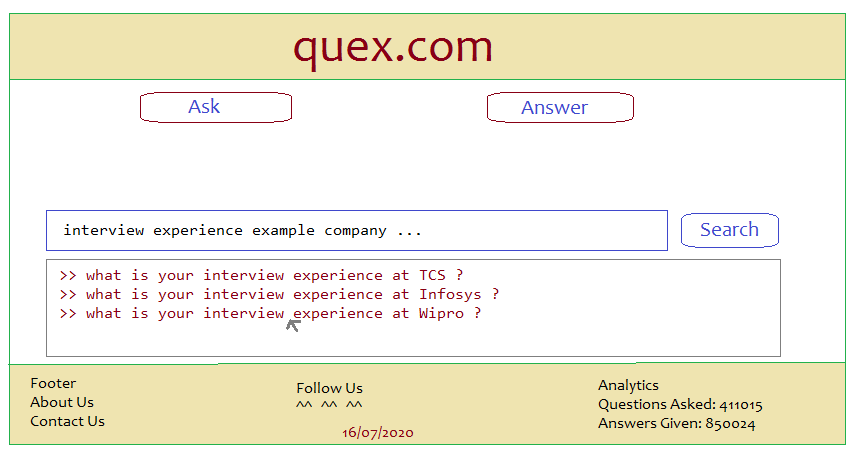 quex.com
Ask
Answer
interview experience example company ...
Search
>> what is your interview experience at TCS ?
>> what is your interview experience at Infosys ?
>> what is your interview experience at Wipro ?
Footer
About Us
Contact Us
Follow Us
^^ ^^ ^^
16/07/2020
Analytics
Questions Asked: 411015
Answers Given: 850024